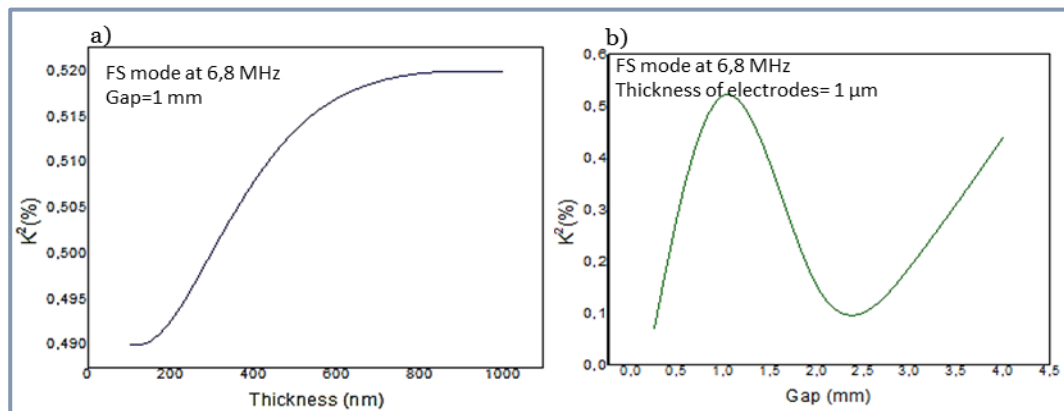 a)
FS mode at 6,8 MHz
Gap=1 mm
K²(%)
0,520
0,515
0,510
0,505
0,500
0,495
0,490
0 200 400 600 800 1000
Thickness (nm)
b)
FS mode at 6,8 MHz
Thickness of electrodes= 1 µm
K²(%)
0,6
0,5
0,4
0,3
0,2
0,1
0,0
0,0 0,5 1,0 1,5 2,0 2,5 3,0 3,5 4,0 4,5
Gap (mm)